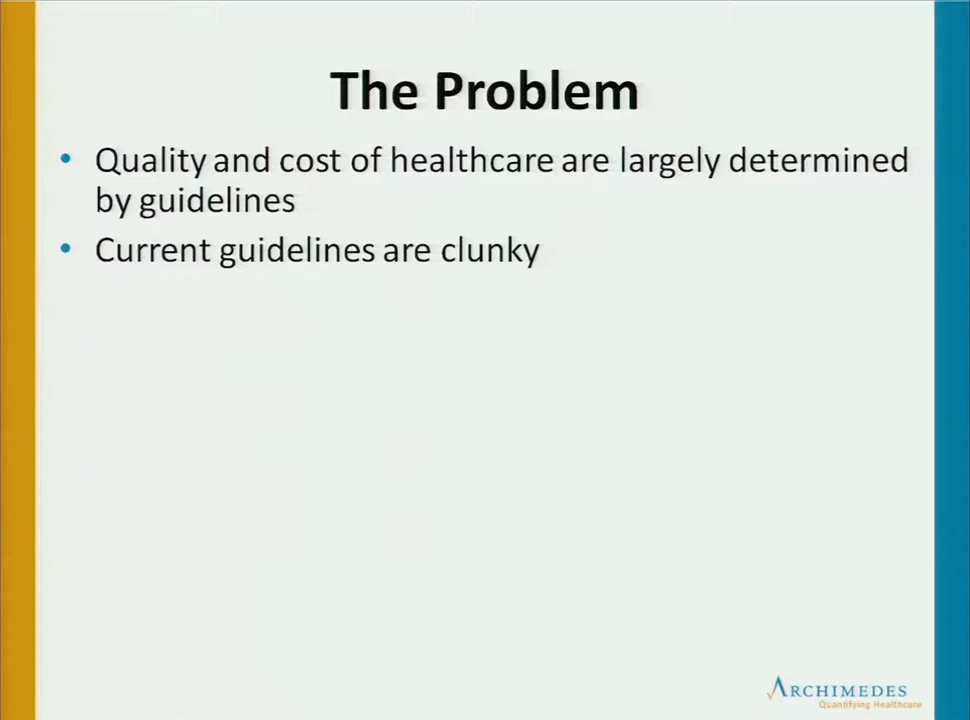 The Problem
• Quality and cost of healthcare are largely determined
by guidelines
• Current guidelines are clunky
ARCHIMEDES
Quantifying Healthcare